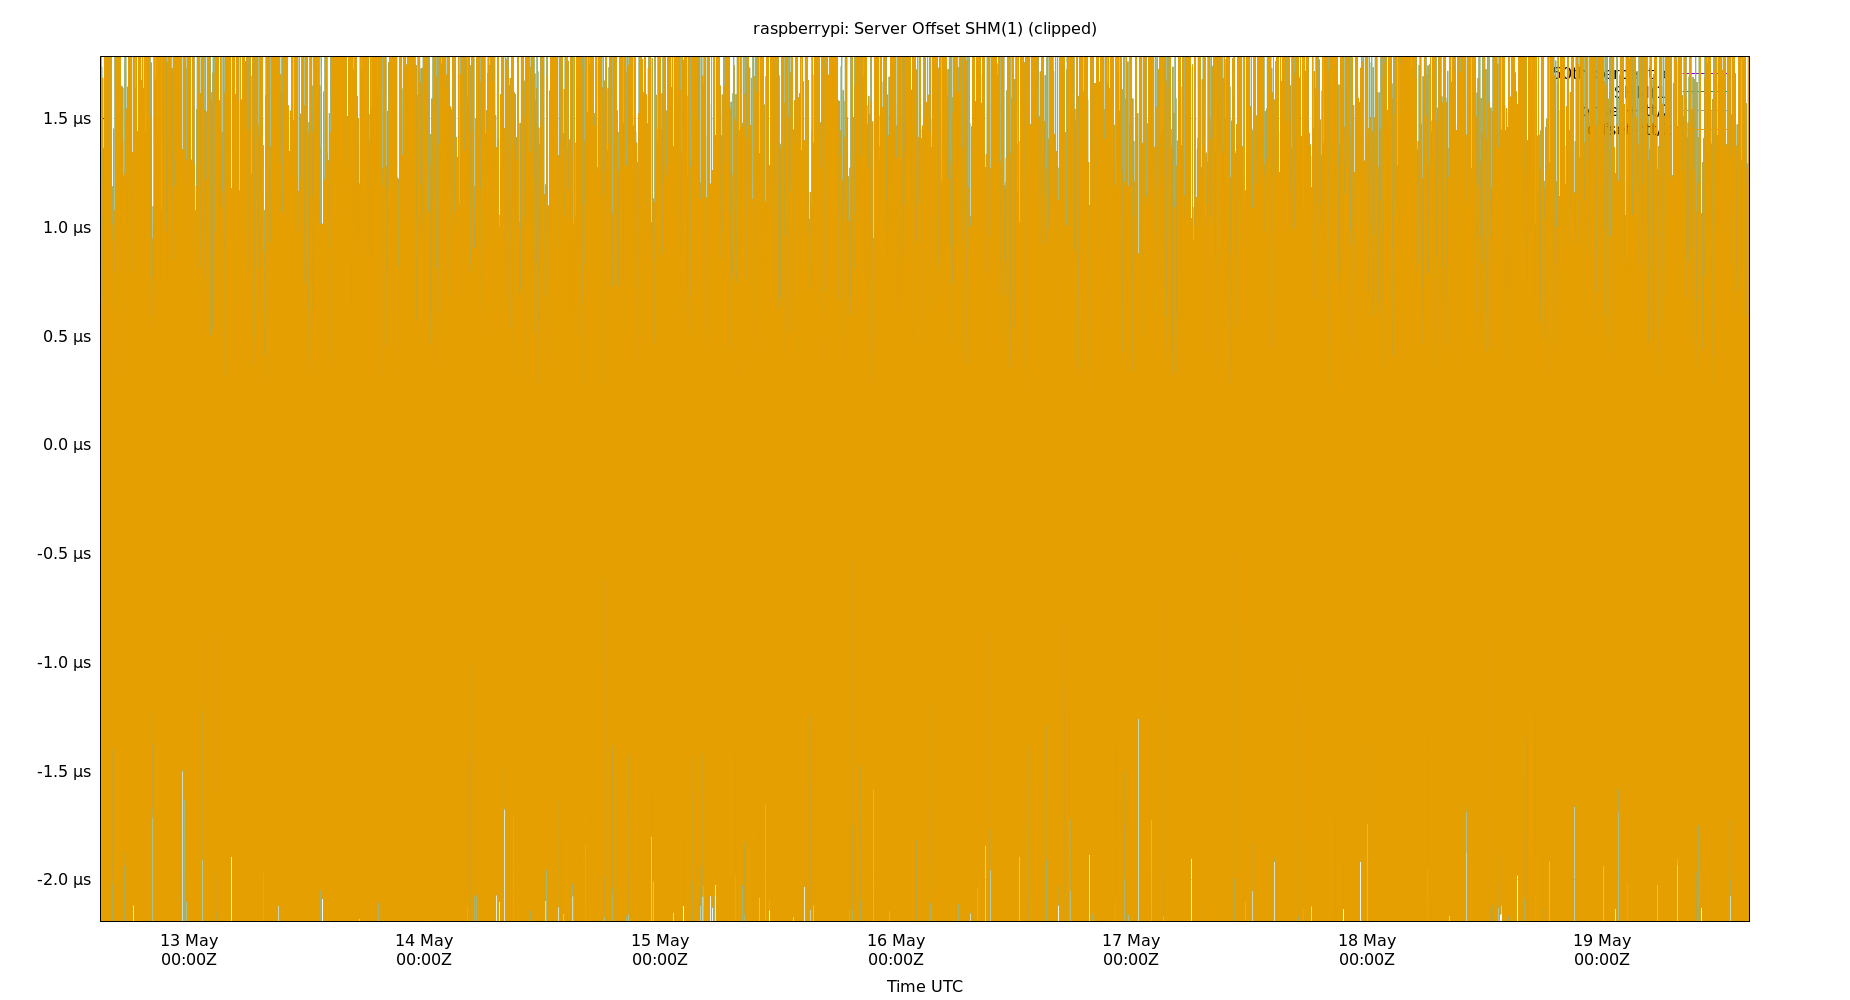 raspberrypi: Server Offset SHM(1) (clipped)
1.5 µs
1.0 µs
0.5 µs
0.0 µs
-0.5 µs
-1.0 µs
-1.5 µs
-2.0 µs
13 May 14 May 15 May 16 May 17 May 18 May 19 May
00:00Z 00:00Z 00:00Z 00:00Z 00:00Z 00:00Z 00:00Z
Time UTC